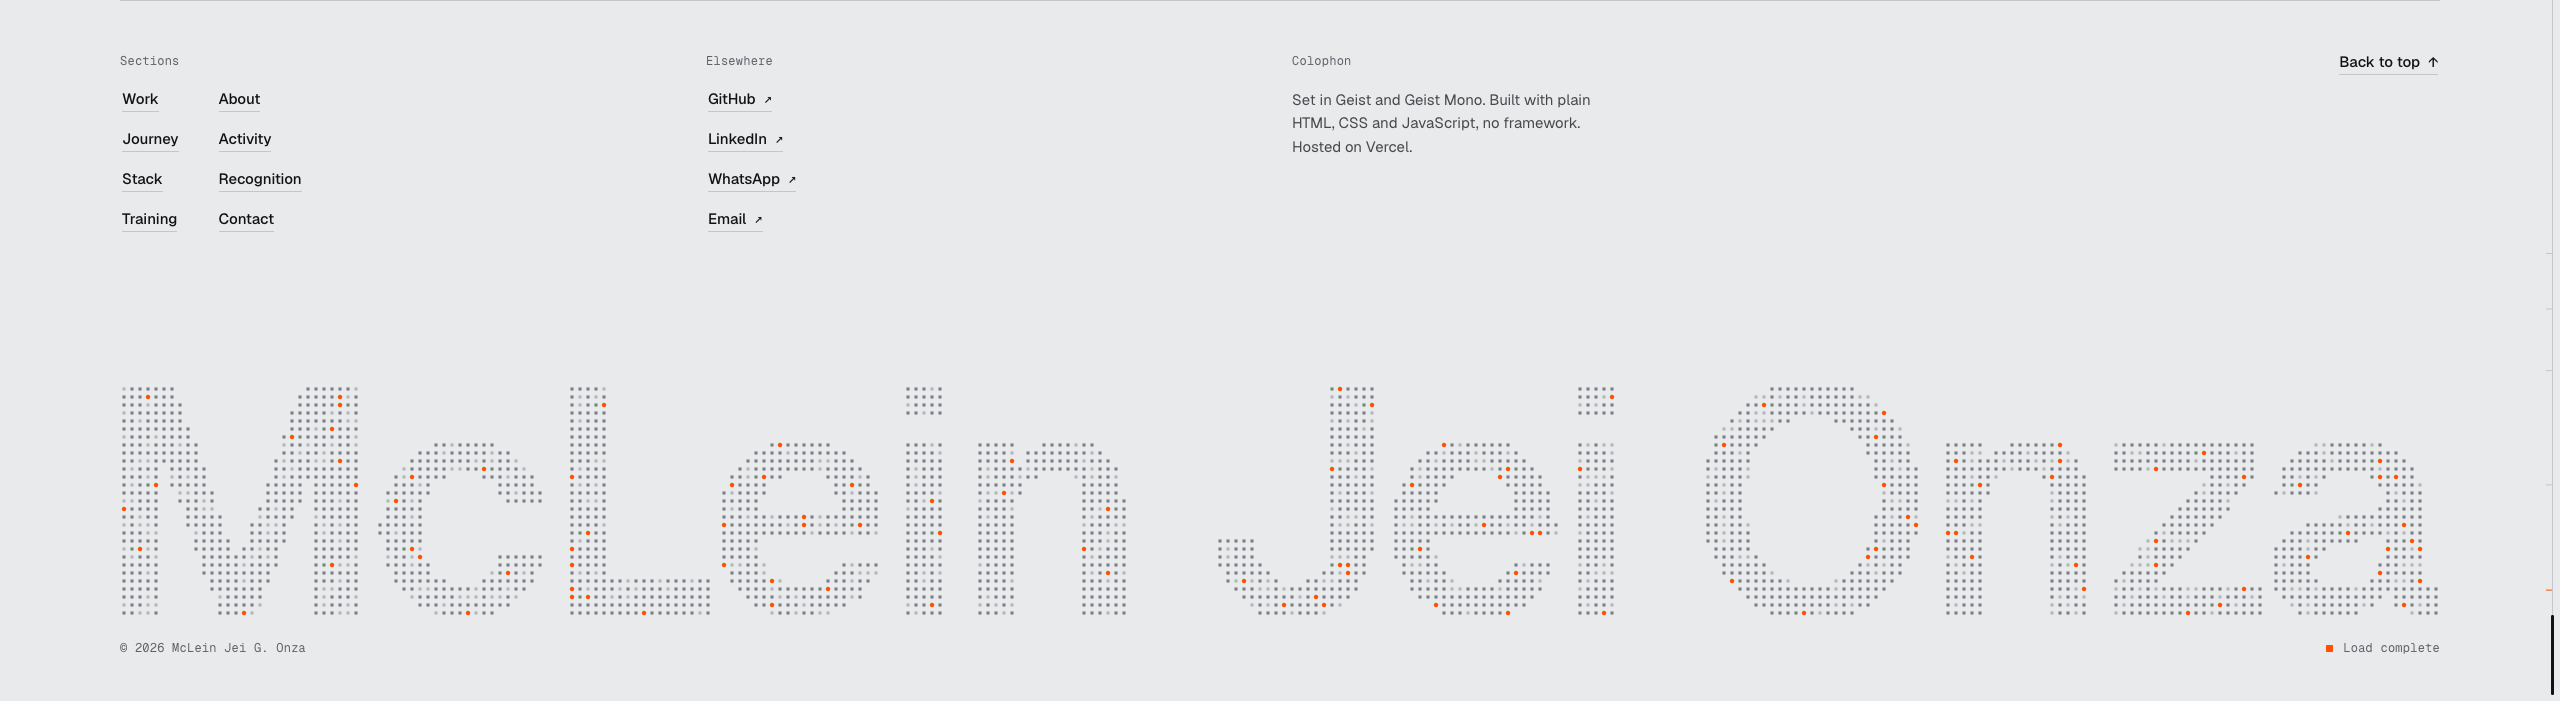 Sections
Work
About
Journey
Activity
Stack
Recognition
Training
Contact
Elsewhere
GitHub ↗
LinkedIn ↗
WhatsApp ↗
Email ↗
Colophon
Set in Geist and Geist Mono. Built with plain
HTML, CSS and JavaScript, no framework.
Hosted on Vercel.
Back to top ↑
McLein Jei Onza
© 2026 McLein Jei G. Onza
Load complete